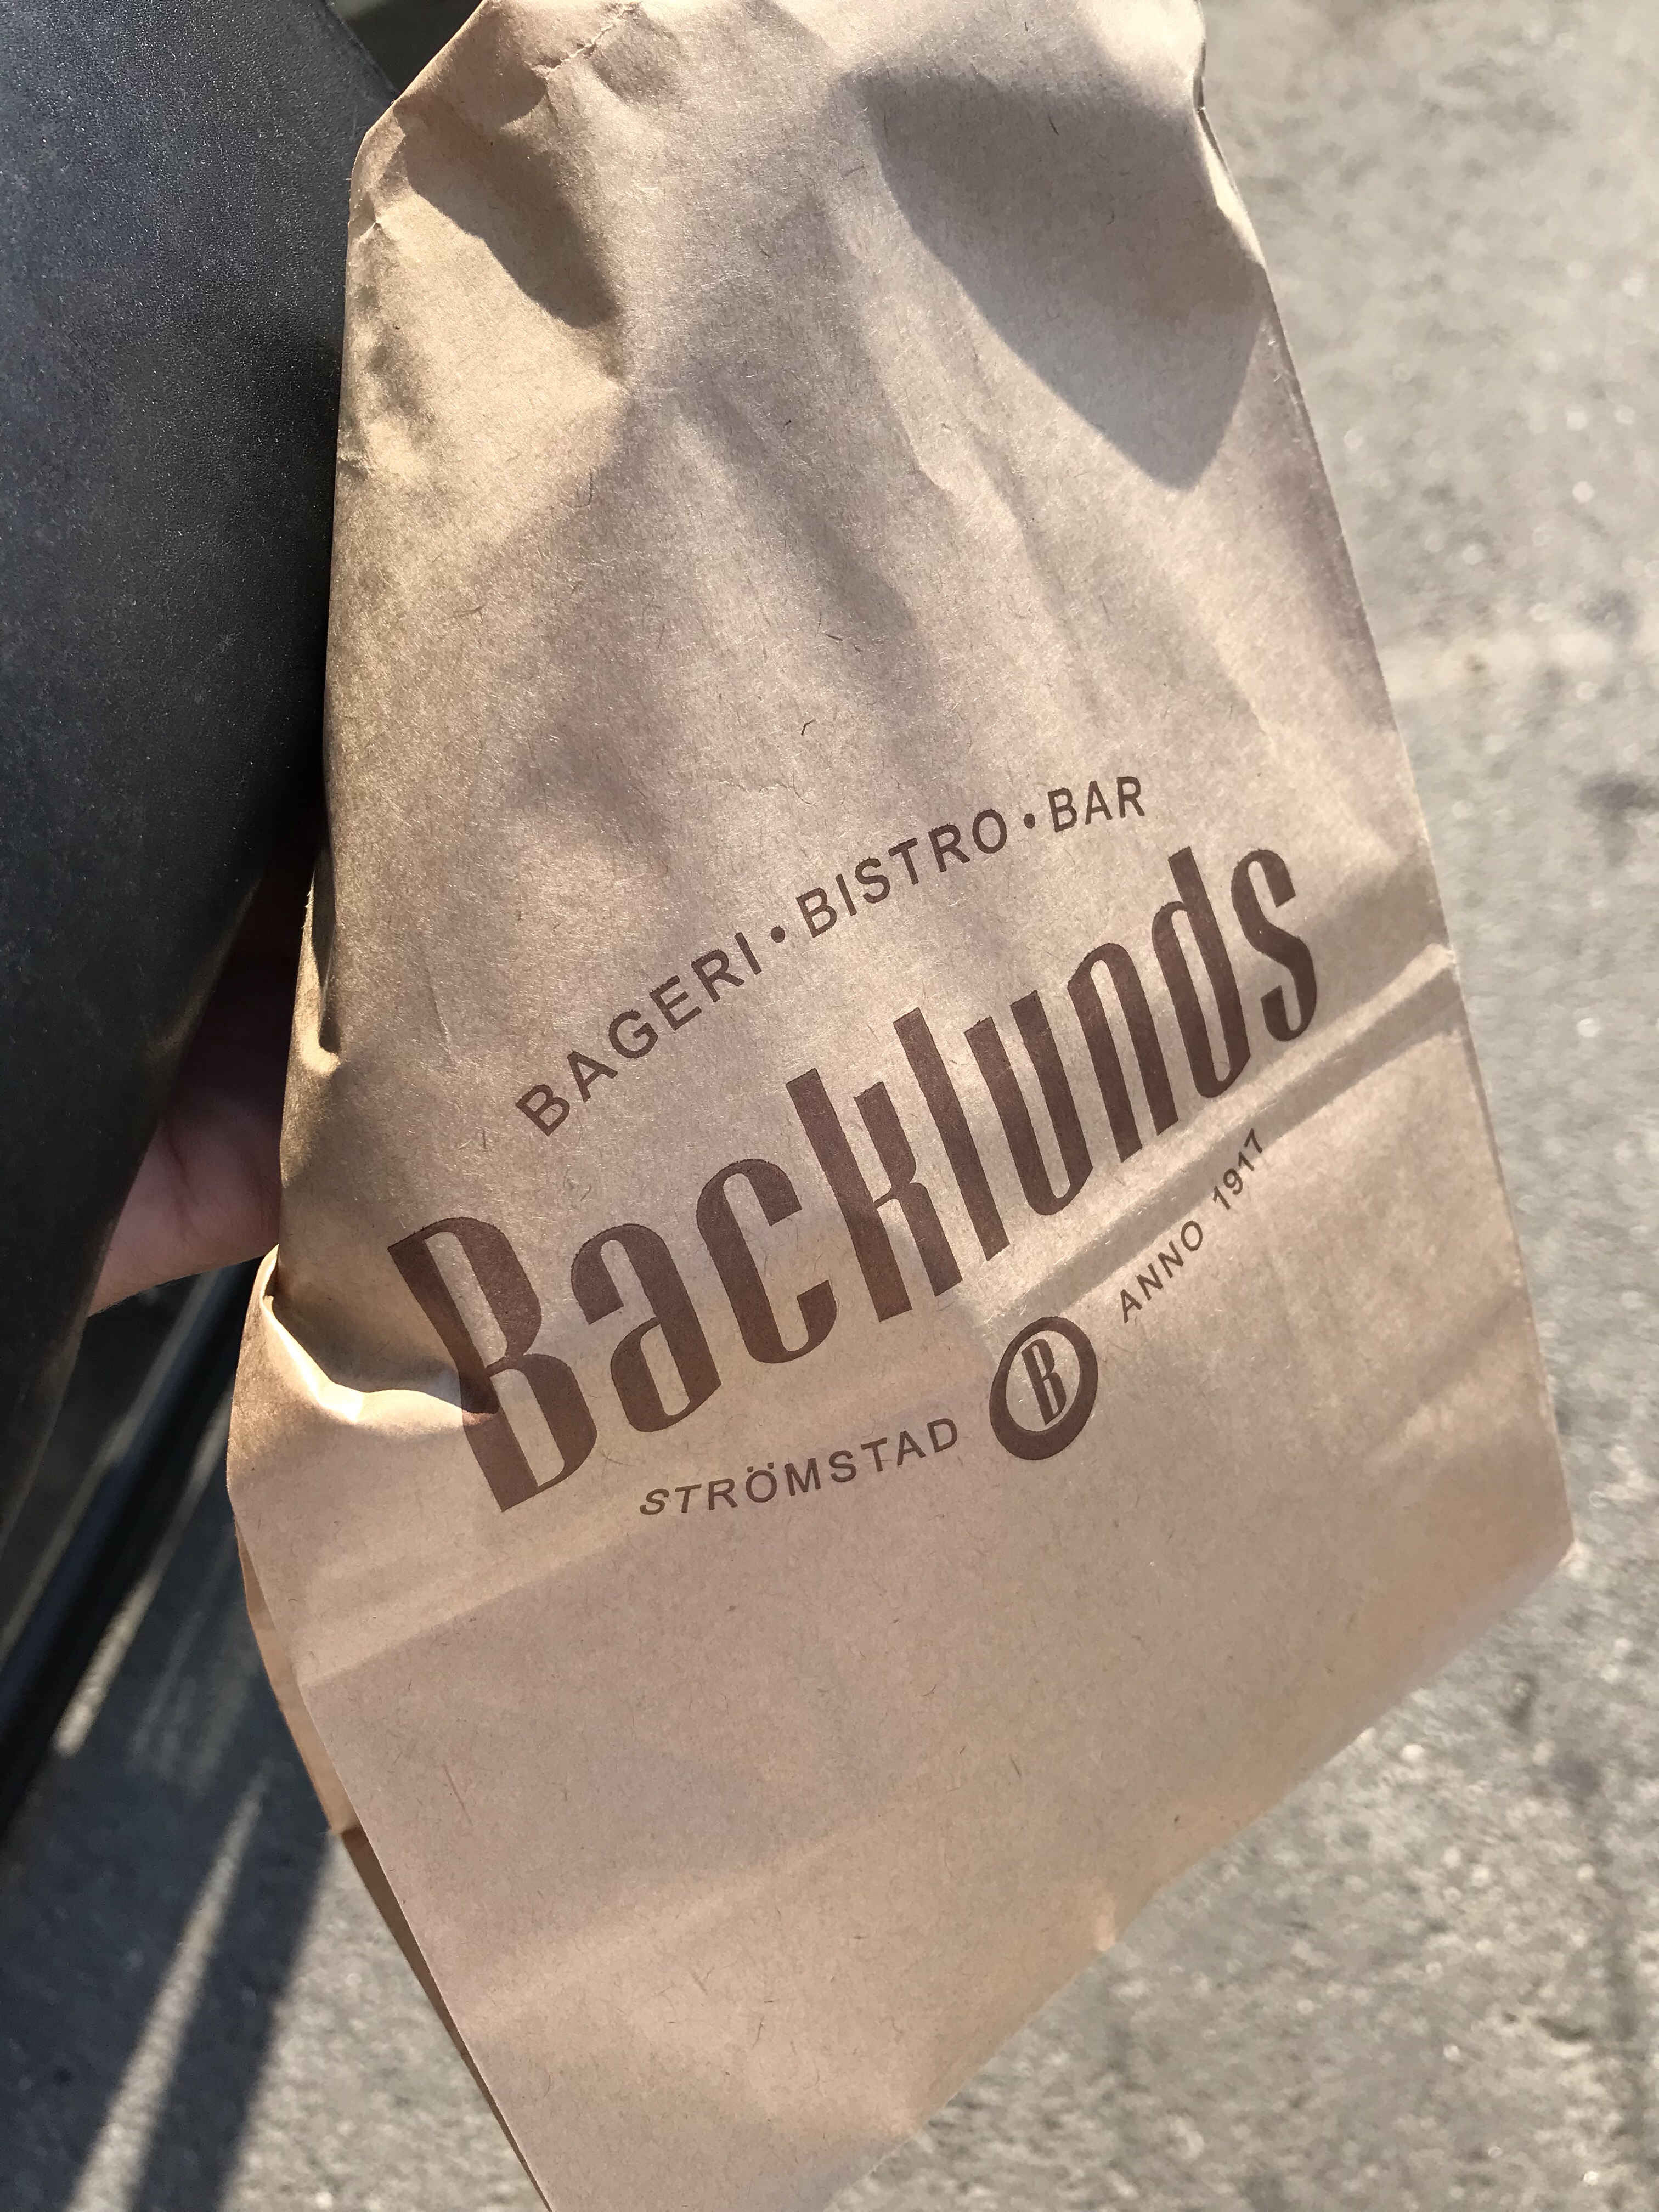 BAGERI • BISTRO • BAR
Backlunds
STRÖMSTAD B ANNO 1917